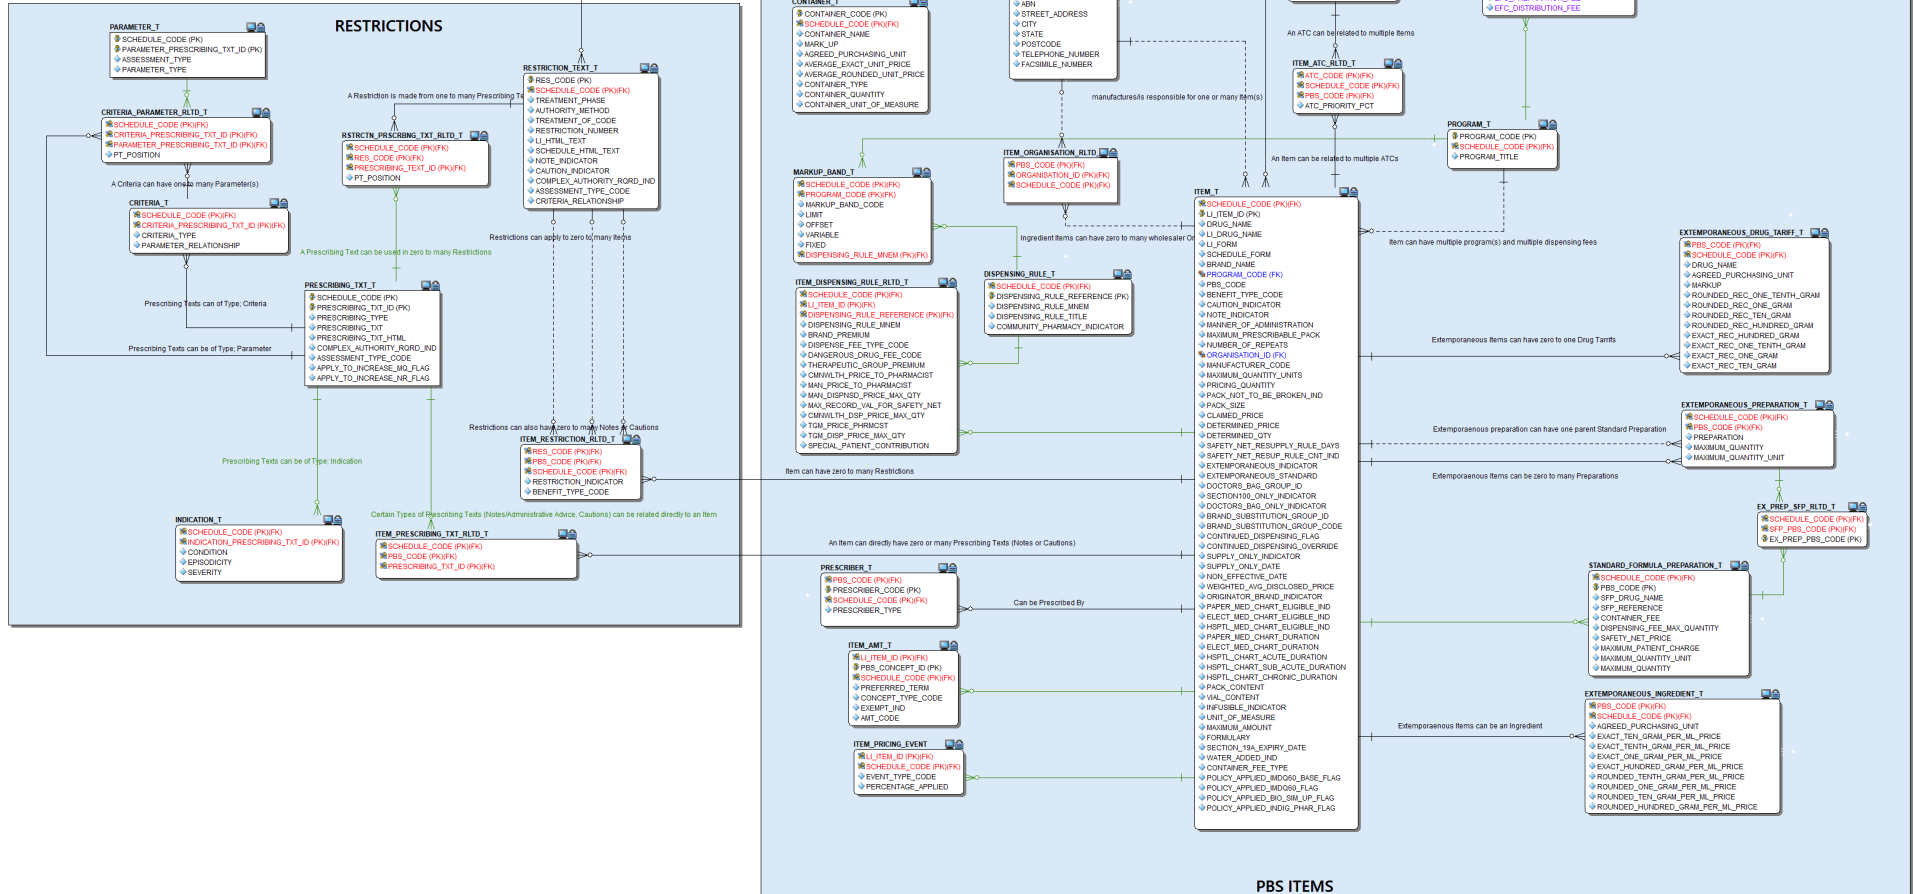 RESTRICTIONS
PARAMETER_T
SCHEDULE_CODE (PK)
PARAMETER_PRESCRIBING_TXT_ID (PK)
ASSESSMENT_TYPE
PARAMETER_TYPE
CRITERIA_PARAMETER_RLTD_T
SCHEDULE_CODE (PK)(FK)
CRITERIA_PRESCRIBING_TXT_ID (PK)(FK)
PARAMETER_PRESCRIBING_TXT_ID (PK)(FK)
PT_POSITION
A Criteria can have one to many Parameter(s)
CRITERIA_T
SCHEDULE_CODE (PK)(FK)
CRITERIA_PRESCRIBING_TXT_ID (PK)(FK)
CRITERIA_TYPE
PARAMETER_RELATIONSHIP
Prescribing Texts can of Type; Criteria
Prescribing Texts can be of Type; Parameter
A Restriction is made from one to many Prescribing Te
RSTRCTN_PRSCRBNG_TXT_RLTD_T
SCHEDULE_CODE (PK)(FK)
RES_CODE (PK)(FK)
PRESCRIBING_TEXT_ID (PK)(FK)
PT_POSITION
A Prescribing Text can be used in zero to many Restrictions
PRESCRIBING_TXT_T
SCHEDULE_CODE (PK)
PRESCRIBING_TXT_ID (PK)
PRESCRIBING_TYPE
PRESCRIBING_TXT
PRESCRIBING_TXT_HTML
COMPLEX_AUTHORITY_RQRD_IND
ASSESSMENT_TYPE_CODE
APPLY_TO_INCREASE_MQ_FLAG
APPLY_TO_INCREASE_NR_FLAG
RESTRICTION_TEXT_T
RES_CODE (PK)
SCHEDULE_CODE (PK)(FK)
TREATMENT_PHASE
AUTHORITY_METHOD
TREATMENT_OF_CODE
RESTRICTION_NUMBER
LI_HTML_TEXT
SCHEDULE_HTML_TEXT
NOTE_INDICATOR
CAUTION_INDICATOR
COMPLEX_AUTHORITY_RQRD_IND
ASSESSMENT_TYPE_CODE
CRITERIA_RELATIONSHIP
Restrictions can apply to zero to many Items
Restrictions can also have zero to many Notes or Cautions
ITEM_RESTRICTION_RLTD_T
RES_CODE (PK)(FK)
PBS_CODE (PK)(FK)
SCHEDULE_CODE (PK)(FK)
RESTRICTION_INDICATOR
BENEFIT_TYPE_CODE
Prescribing Texts can be of Type; Indication
INDICATION_T
SCHEDULE_CODE (PK)(FK)
INDICATION_PRESCRIBING_TXT_ID (PK)(FK)
CONDITION
EPISODICITY
SEVERITY
Certain Types of Prescribing Texts (Notes/Administrative Advice, Cautions) can be related directly to an Item
ITEM_PRESCRIBING_TXT_RLTD_T
SCHEDULE_CODE (PK)(FK)
PBS_CODE (PK)(FK)
PRESCRIBING_TXT_ID (PK)(FK)
CONTAINER_T
CONTAINER_CODE (PK)
SCHEDULE_CODE (PK)(FK)
CONTAINER_NAME
MARK_UP
AGREED_PURCHASING_UNIT
AVERAGE_EXACT_UNIT_PRICE
AVERAGE_ROUNDED_UNIT_PRICE
CONTAINER_TYPE
CONTAINER_QUANTITY
CONTAINER_UNIT_OF_MEASURE
ABN
STREET_ADDRESS
CITY
STATE
POSTCODE
TELEPHONE_NUMBER
FACSIMILE_NUMBER
manufactures/is responsible for one or many Item(s)
An ATC can be related to multiple Items
ITEM_ATC_RLTD_T
ATC_CODE (PK)(FK)
SCHEDULE_CODE (PK)(FK)
PBS_CODE (PK)(FK)
ATC_PRIORITY_PCT
An Item can be related to multiple ATCs
EFC_DISTRIBUTION_FEE
PROGRAM_T
PROGRAM_CODE (PK)
SCHEDULE_CODE (PK)(FK)
PROGRAM_TITLE
Item can have multiple program(s) and multiple dispensing fees
MARKUP_BAND_T
SCHEDULE_CODE (PK)(FK)
PROGRAM_CODE (PK)(FK)
MARKUP_BAND_CODE
LIMIT
OFFSET
VARIABLE
FIXED
DISPENSING_RULE_MNEM (PK)(FK)
ITEM_ORGANISATION_RLTD_
PBS_CODE (PK)(FK)
ORGANISATION_ID (PK)(FK)
SCHEDULE_CODE (PK)(FK)
Ingredient Items can have zero to many wholesaler Or
DISPENSING_RULE_T
SCHEDULE_CODE (PK)(FK)
DISPENSING_RULE_REFERENCE (PK)
DISPENSING_RULE_MNEM
DISPENSING_RULE_TITLE
COMMUNITY_PHARMACY_INDICATOR
ITEM_DISPENSING_RULE_RLTD_T
SCHEDULE_CODE (PK)(FK)
LI_ITEM_ID (PK)(FK)
DISPENSING_RULE_REFERENCE (PK)(FK)
DISPENSING_RULE_MNEM
BRAND_PREMIUM
DISPENSE_FEE_TYPE_CODE
DANGEROUS_DRUG_FEE_CODE
THERAPEUTIC_GROUP_PREMIUM
CMNWLTH_PRICE_TO_PHARMACIST
MAN_PRICE_TO_PHARMACIST
MAN_DISPNSD_PRICE_MAX_QTY
MAX_RECORD_VAL_FOR_SAFETY_NET
CMNWLTH_DSP_PRICE_MAX_QTY
TGM_PRICE_PHRMCST
TGM_DISP_PRICE_MAX_QTY
SPECIAL_PATIENT_CONTRIBUTION
Item can have zero to many Restrictions
An Item can directly have zero or many Prescribing Texts (Notes or Cautions)
PRESCRIBER_T
PBS_CODE (PK)(FK)
PRESCRIBER_CODE (PK)
SCHEDULE_CODE (PK)(FK)
PRESCRIBER_TYPE
Can be Prescribed By
ITEM_AMT_T
LI_ITEM_ID (PK)(FK)
PBS_CONCEPT_ID (PK)
SCHEDULE_CODE (PK)(FK)
PREFERRED_TERM
CONCEPT_TYPE_CODE
EXEMPT_IND
AMT_CODE
ITEM_PRICING_EVENT
LI_ITEM_ID (PK)(FK)
SCHEDULE_CODE (PK)(FK)
EVENT_TYPE_CODE
PERCENTAGE_APPLIED
ITEM_T
SCHEDULE_CODE (PK)(FK)
LI_ITEM_ID (PK)
DRUG_NAME
LI_DRUG_NAME
LI_FORM
SCHEDULE_FORM
BRAND_NAME
PROGRAM_CODE (FK)
PBS_CODE
BENEFIT_TYPE_CODE
CAUTION_INDICATOR
NOTE_INDICATOR
MANNER_OF_ADMINISTRATION
MAXIMUM_PRESCRIBABLE_PACK
NUMBER_OF_REPEATS
ORGANISATION_ID (FK)
MANUFACTURER_CODE
MAXIMUM_QUANTITY_UNITS
PRICING_QUANTITY
PACK_NOT_TO_BE_BROKEN_IND
PACK_SIZE
CLAIMED_PRICE
DETERMINED_PRICE
DETERMINED_QTY
SAFETY_NET_RESUPPLY_RULE_DAYS
SAFETY_NET_RESUP_RULE_CNT_IND
EXTEMPORANEOUS_INDICATOR
EXTEMPORANEOUS_STANDARD
DOCTORS_BAG_GROUP_ID
SECTION100_ONLY_INDICATOR
DOCTORS_BAG_ONLY_INDICATOR
BRAND_SUBSTITUTION_GROUP_ID
BRAND_SUBSTITUTION_GROUP_CODE
CONTINUED_DISPENSING_FLAG
CONTINUED_DISPENSING_OVERRIDE
SUPPLY_ONLY_INDICATOR
SUPPLY_ONLY_DATE
NON_EFFECTIVE_DATE
WEIGHTED_AVG_DISCLOSED_PRICE
ORIGINATOR_BRAND_INDICATOR
PAPER_MED_CHART_ELIGIBLE_IND
ELECT_MED_CHART_ELIGIBLE_IND
HSPTL_MED_CHART_ELIGIBLE_IND
PAPER_MED_CHART_DURATION
ELECT_MED_CHART_DURATION
HSPTL_CHART_ACUTE_DURATION
HSPTL_CHART_SUB_ACUTE_DURATION
HSPTL_CHART_CHRONIC_DURATION
PACK_CONTENT
VIAL_CONTENT
INFUSIBLE_INDICATOR
UNIT_OF_MEASURE
MAXIMUM_AMOUNT
FORMULARY
SECTION_19A_EXPIRY_DATE
WATER_ADDED_IND
CONTAINER_FEE_TYPE
POLICY_APPLIED_IMDQ60_BASE_FLAG
POLICY_APPLIED_IMDQ60_FLAG
POLICY_APPLIED_BIO_SIM_UP_FLAG
POLICY_APPLIED_INDIG_PHAR_FLAG
EXTEMPORANEOUS_DRUG_TARIFF_T
PBS_CODE (PK)(FK)
SCHEDULE_CODE (PK)(FK)
DRUG_NAME
AGREED_PURCHASING_UNIT
MARKUP
ROUNDED_REC_ONE_TENTH_GRAM
ROUNDED_REC_ONE_GRAM
ROUNDED_REC_TEN_GRAM
ROUNDED_REC_HUNDRED_GRAM
EXACT_REC_HUNDRED_GRAM
EXACT_REC_ONE_TENTH_GRAM
EXACT_REC_ONE_GRAM
EXACT_REC_TEN_GRAM
Extemporaneous Items can have zero to one Drug Tarrifs
EXTEMPORANEOUS_PREPARATION_T
SCHEDULE_CODE (PK)(FK)
PBS_CODE (PK)(FK)
PREPARATION
MAXIMUM_QUANTITY
MAXIMUM_QUANTITY_UNIT
Extemporaenous preparation can have one parent Standard Preparation
Extemporaenous Items can be zero to many Preparations
EX_PREP_SFP_RLTD_T
SCHEDULE_CODE (PK)(FK)
SFP_PBS_CODE (PK)(FK)
EX_PREP_PBS_CODE (PK)
STANDARD_FORMULA_PREPARATION_T
SCHEDULE_CODE (PK)(FK)
PBS_CODE (PK)
SFP_DRUG_NAME
SFP_REFERENCE
CONTAINER_FEE
DISPENSING_FEE_MAX_QUANTITY
SAFETY_NET_PRICE
MAXIMUM_PATIENT_CHARGE
MAXIMUM_QUANTITY_UNIT
MAXIMUM_QUANTITY
Extemporaenous Items can be an Ingredient
EXTEMPORANEOUS_INGREDIENT_T
PBS_CODE (PK)(FK)
SCHEDULE_CODE (PK)(FK)
AGREED_PURCHASING_UNIT
EXACT_TEN_GRAM_PER_ML_PRICE
EXACT_TENTH_GRAM_PER_ML_PRICE
EXACT_ONE_GRAM_PER_ML_PRICE
EXACT_HUNDRED_GRAM_PER_ML_PRICE
ROUNDED_TENTH_GRAM_PER_ML_PRICE
ROUNDED_ONE_GRAM_PER_ML_PRICE
ROUNDED_TEN_GRAM_PER_ML_PRICE
ROUNDED_HUNDRED_GRAM_PER_ML_PRICE
PBS ITEMS